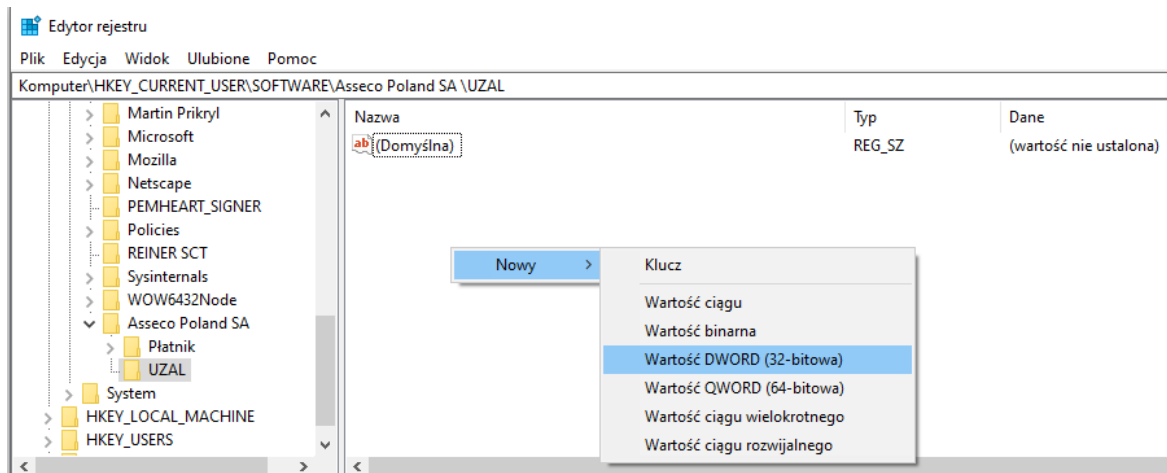 Edytor rejestru
Plik Edycja Widok Ulubione Pomoc
Komputer\HKEY_CURRENT_USER\SOFTWARE\Asseco Poland SA \UZAL
Martin Prikryl
Microsoft
Mozilla
Netscape
PEMHEART_SIGNER
Policies
REINER SCT
Sysinternals
WOW6432Node
Asseco Poland SA
Płatnik
UZAL
System
HKEY_LOCAL_MACHINE
HKEY_USERS
Nazwa Typ Dane
ab (Domyślna) REG_SZ (wartość nie ustalona)
Nowy
Klucz
Wartość ciągu
Wartość binarna
Wartość DWORD (32-bitowa)
Wartość QWORD (64-bitowa)
Wartość ciągu wielokrotnego
Wartość ciągu rozwijalnego